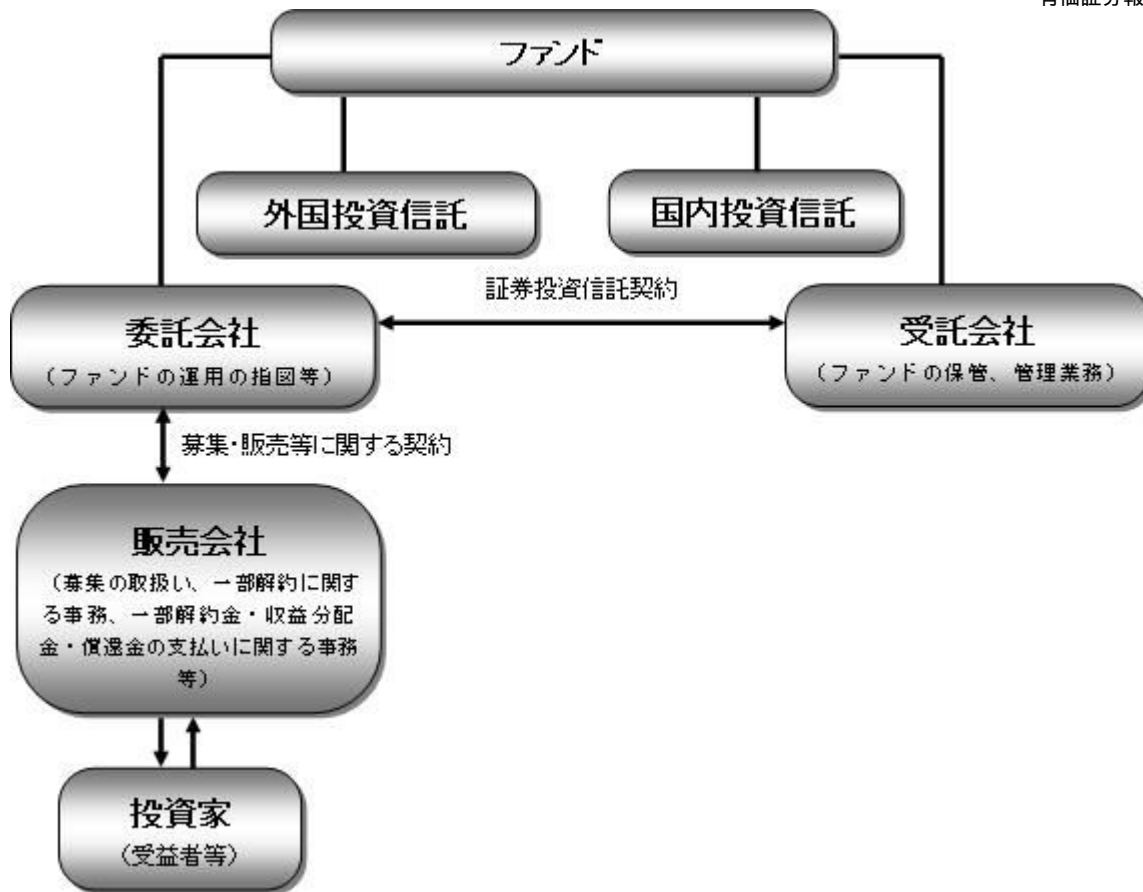 ファンド
外国投資信託
国内投資信託
証券投資信託契約
委託会社
（ファンドの運用の指図等）
受託会社
（ファンドの保管、管理業務）
募集・販売等に関する契約
販売会社
（募集の取扱い、一部解約に関す
る事務、一部解約金・収益分配
金・償還金の支払いに関する事務
等）
投資家
（受益者等）